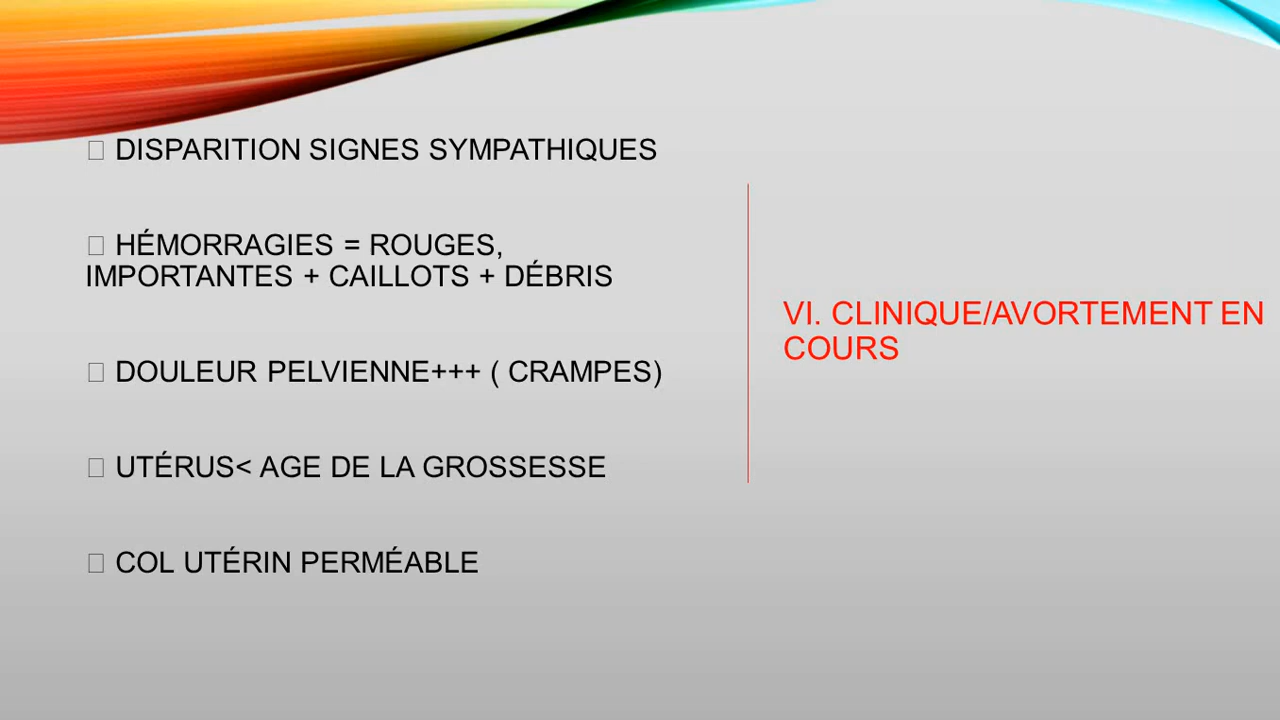 □ DISPARITION SIGNES SYMPATHIQUES
□ HÉMORRAGIES = ROUGES,
IMPORTANTES + CAILLOTS + DÉBRIS
□ DOULEUR PELVIENNE+++ ( CRAMPES)
□ UTÉRUS< AGE DE LA GROSSESSE
□ COL UTÉRIN PERMÉABLE
VI. CLINIQUE/AVORTEMENT EN
COURS